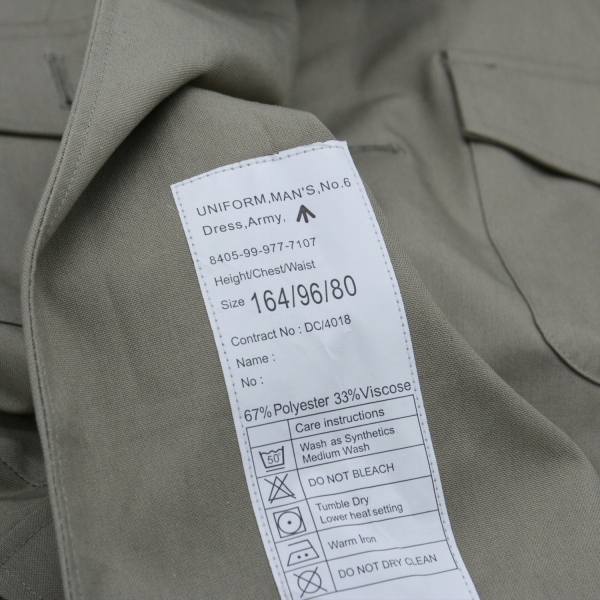 UNIFORM,MAN'S,No.6
Dress,Army,
8405-99-977-7107
Height/Chest/Waist
Size 164/96/80
Contract No : DC/4018
Name :
No :
67% Polyester 33%Viscose
Care instructions
50
Wash as Synthetics
Medium Wash
DO NOT BLEACH
Tumble Dry
Lower heat setting
Warm Iron
DO NOT DRY CLEAN